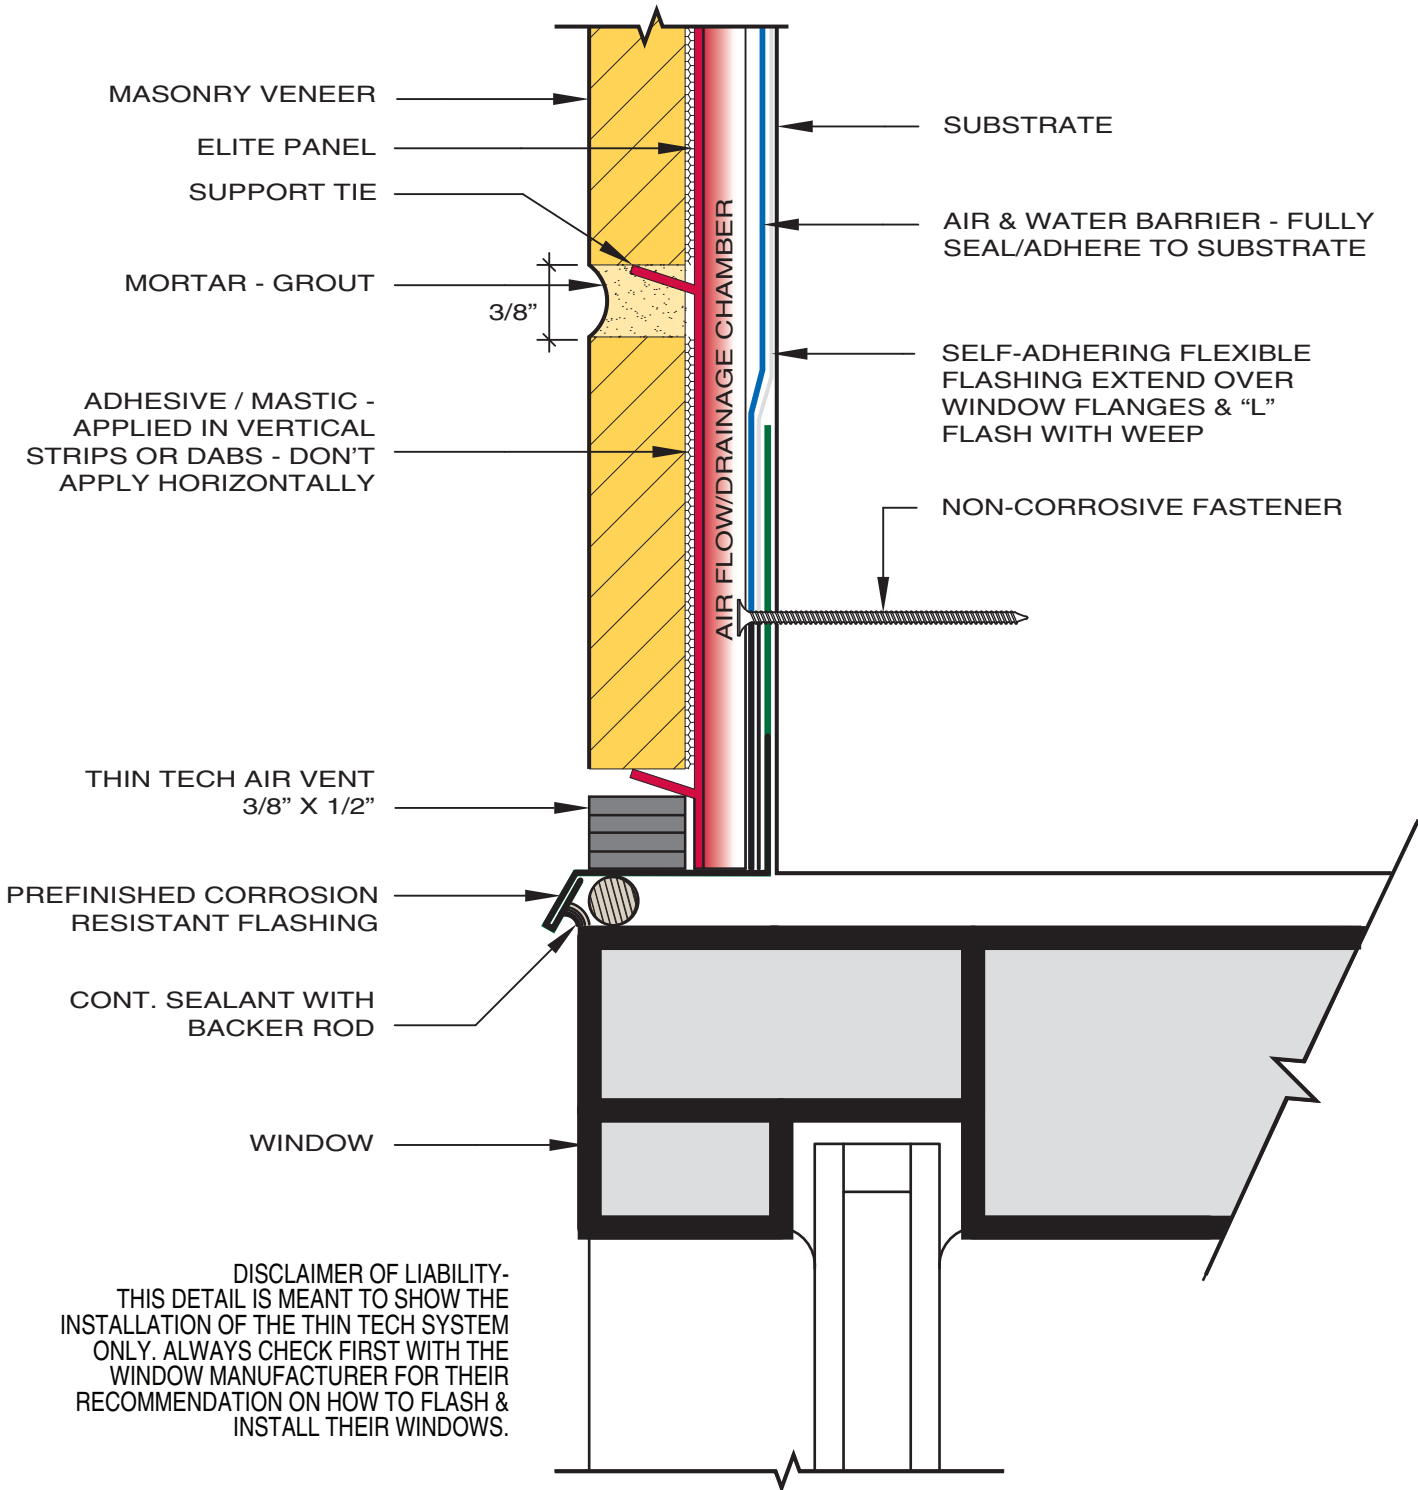 MASONRY VENEER
ELITE PANEL
SUPPORT TIE
MORTAR - GROUT
3/8”
ADHESIVE / MASTIC -
APPLIED IN VERTICAL
STRIPS OR DABS - DON’T
APPLY HORIZONTALLY
THIN TECH AIR VENT
3/8” X 1/2”
PREFINISHED CORROSION
RESISTANT FLASHING
CONT. SEALANT WITH
BACKER ROD
WINDOW
AIR FLOW/DRAINAGE CHAMBER
SUBSTRATE
AIR & WATER BARRIER - FULLY
SEAL/ADHERE TO SUBSTRATE
SELF-ADHERING FLEXIBLE
FLASHING EXTEND OVER
WINDOW FLANGES & “L”
FLASH WITH WEEP
NON-CORROSIVE FASTENER
DISCLAIMER OF LIABILITY-
THIS DETAIL IS MEANT TO SHOW THE
INSTALLATION OF THE THIN TECH SYSTEM
ONLY. ALWAYS CHECK FIRST WITH THE
WINDOW MANUFACTURER FOR THEIR
RECOMMENDATION ON HOW TO FLASH &
INSTALL THEIR WINDOWS.